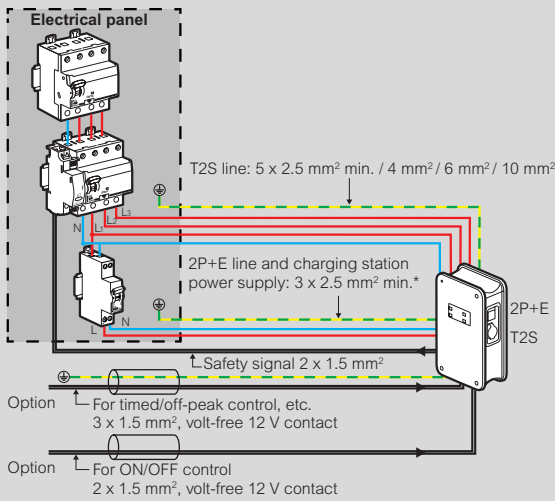 Electrical panel
T2S line: 5 x 2.5 mm² min. / 4 mm² / 6 mm² / 10 mm²
L3
L2
L1
N
2P+E line and charging station
power supply: 3 x 2.5 mm² min.*
2P+E
T2S
N
L
Safety signal 2 x 1.5 mm²
Option
For timed/off-peak control, etc.
3 x 1.5 mm², volt-free 12 V contact
Option
For ON/OFF control
2 x 1.5 mm², volt-free 12 V contact